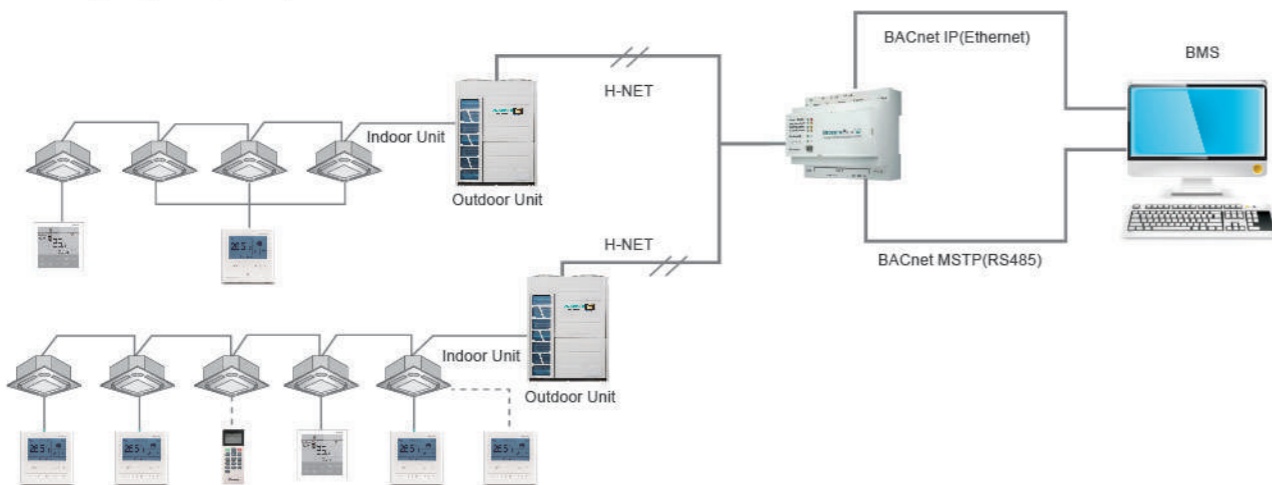 BACnet IP(Ethernet)
BMS
H-NET
Indoor Unit
Outdoor Unit
H-NET
BACnet MSTP(RS485)
Indoor Unit
Outdoor Unit